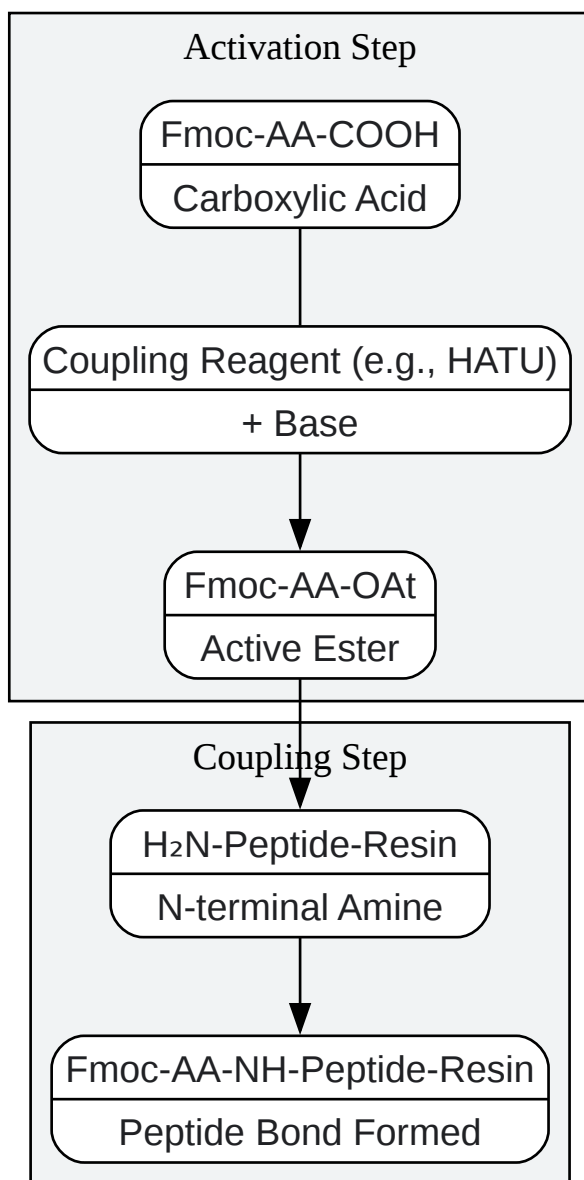 Activation Step
Fmoc-AA-COOH
Carboxylic Acid
Coupling Reagent (e.g., HATU)
+ Base
Fmoc-AA-OAt
Active Ester
Coupling Step
H₂N-Peptide-Resin
N-terminal Amine
Fmoc-AA-NH-Peptide-Resin
Peptide Bond Formed